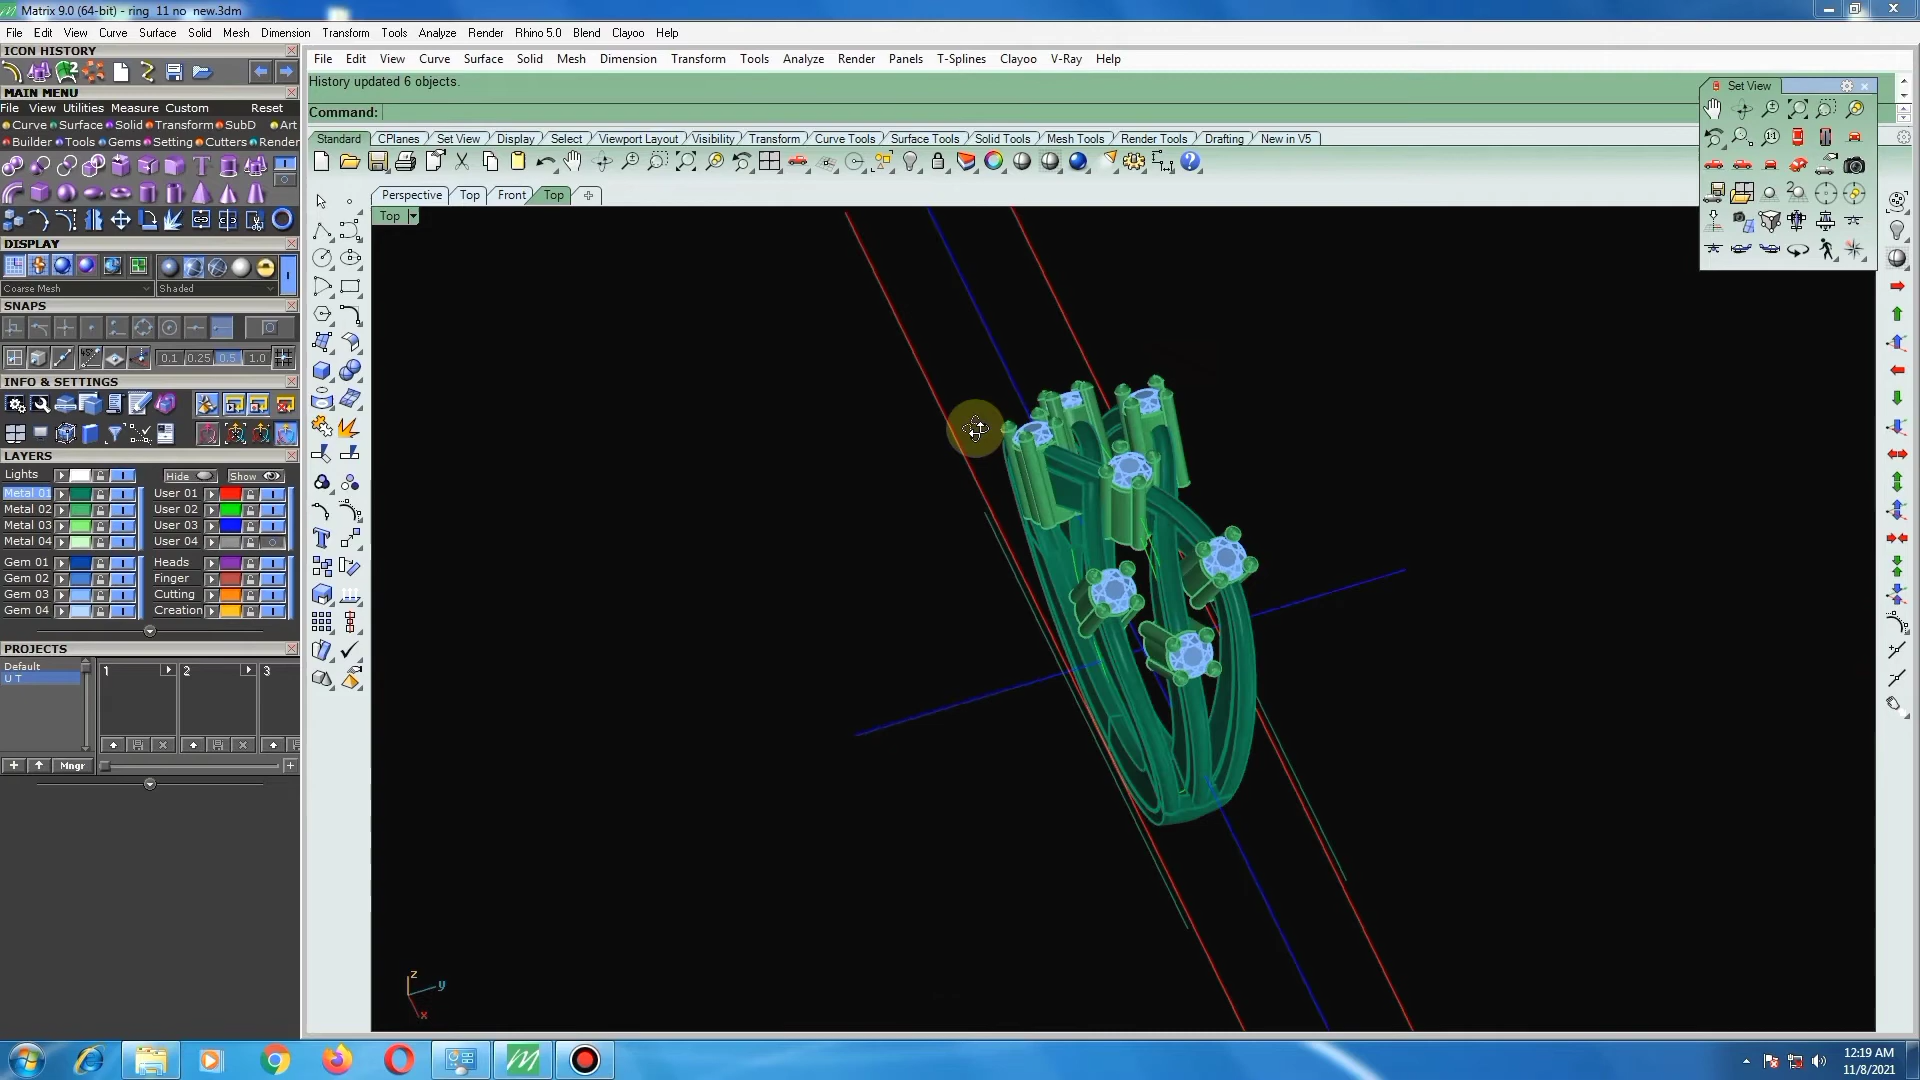 Matrix 9.0 (64-bit) - ring 11 no new.3dm
File Edit View Curve Surface Solid Mesh Dimension Transform Tools Analyze Render Rhino 5.0 Blend Clayoo Help
ICON HISTORY
MAIN MENU
File View Utilities Measure Custom Reset
Curve Surface Solid Transform SubD Art
Builder Tools Gems Setting Cutters Render
DISPLAY
Coarse Mesh Shaded
SNAPS
0.1 0.25 0.5 1.0
INFO & SETTINGS
LAYERS
Lights Hide Show
Metal 01 User 01
Metal 02 User 02
Metal 03 User 03
Metal 04 User 04
Gem 01 Heads
Gem 02 Finger
Gem 03 Cutting
Gem 04 Creation
PROJECTS
Default
U T
1 2 3
Mngr
File Edit View Curve Surface Solid Mesh Dimension Transform Tools Analyze Render Panels T-Splines Clayoo V-Ray Help
History updated 6 objects.
Command:
Standard CPlanes Set View Display Select Viewport Layout Visibility Transform Curve Tools Surface Tools Solid Tools Mesh Tools Render Tools Drafting New in V5
Perspective Top Front Top
Top
Set View
1:1
2
z
y
x
12:19 AM
11/8/2021